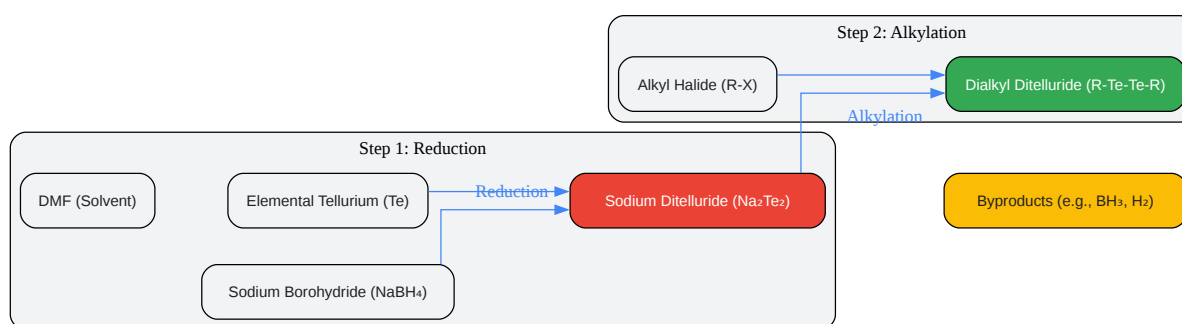 Step 2: Alkylation
Alkyl Halide (R-X)
Dialkyl Ditelluride (R-Te-Te-R)
Alkylation
Step 1: Reduction
DMF (Solvent)
Elemental Tellurium (Te)
Reduction
Sodium Ditelluride (Na₂Te₂)
Byproducts (e.g., BH₃, H₂)
Sodium Borohydride (NaBH₄)